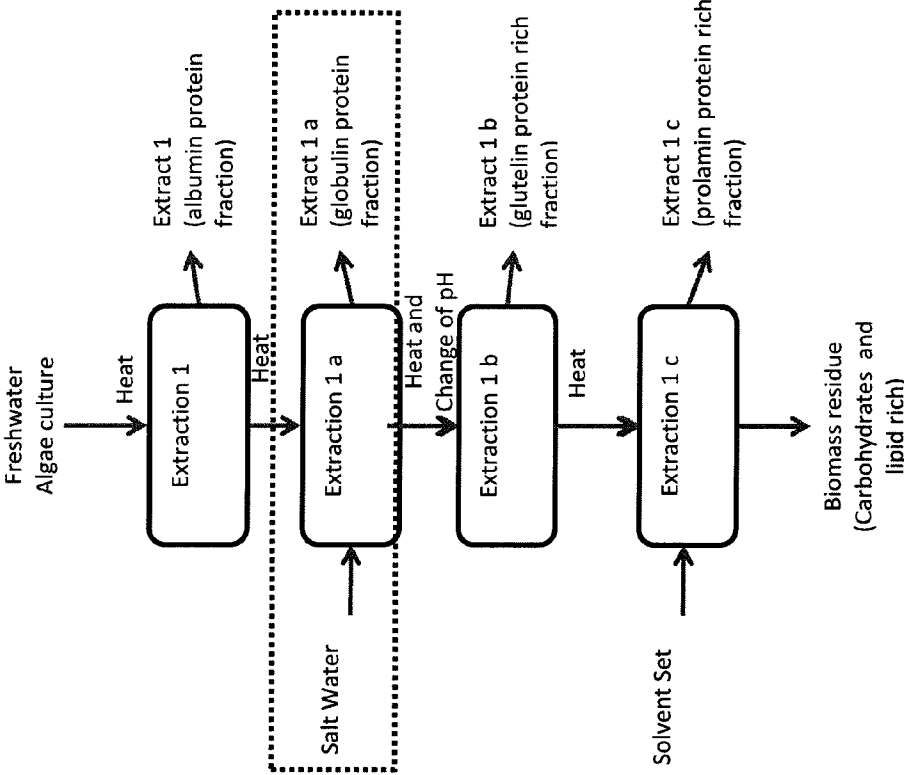 Freshwater
Algae culture
Heat
Extraction 1
Extract 1
(albumin protein
fraction)
Heat
Salt Water
Extraction 1 a
Extract 1 a
(globulin protein
fraction)
Heat and
Change of pH
Extraction 1 b
Extract 1 b
(glutelin protein rich
fraction)
Heat
Solvent Set
Extraction 1 c
Extract 1 c
(prolamin protein rich
fraction)
Biomass residue
(Carbohydrates and
lipid rich)